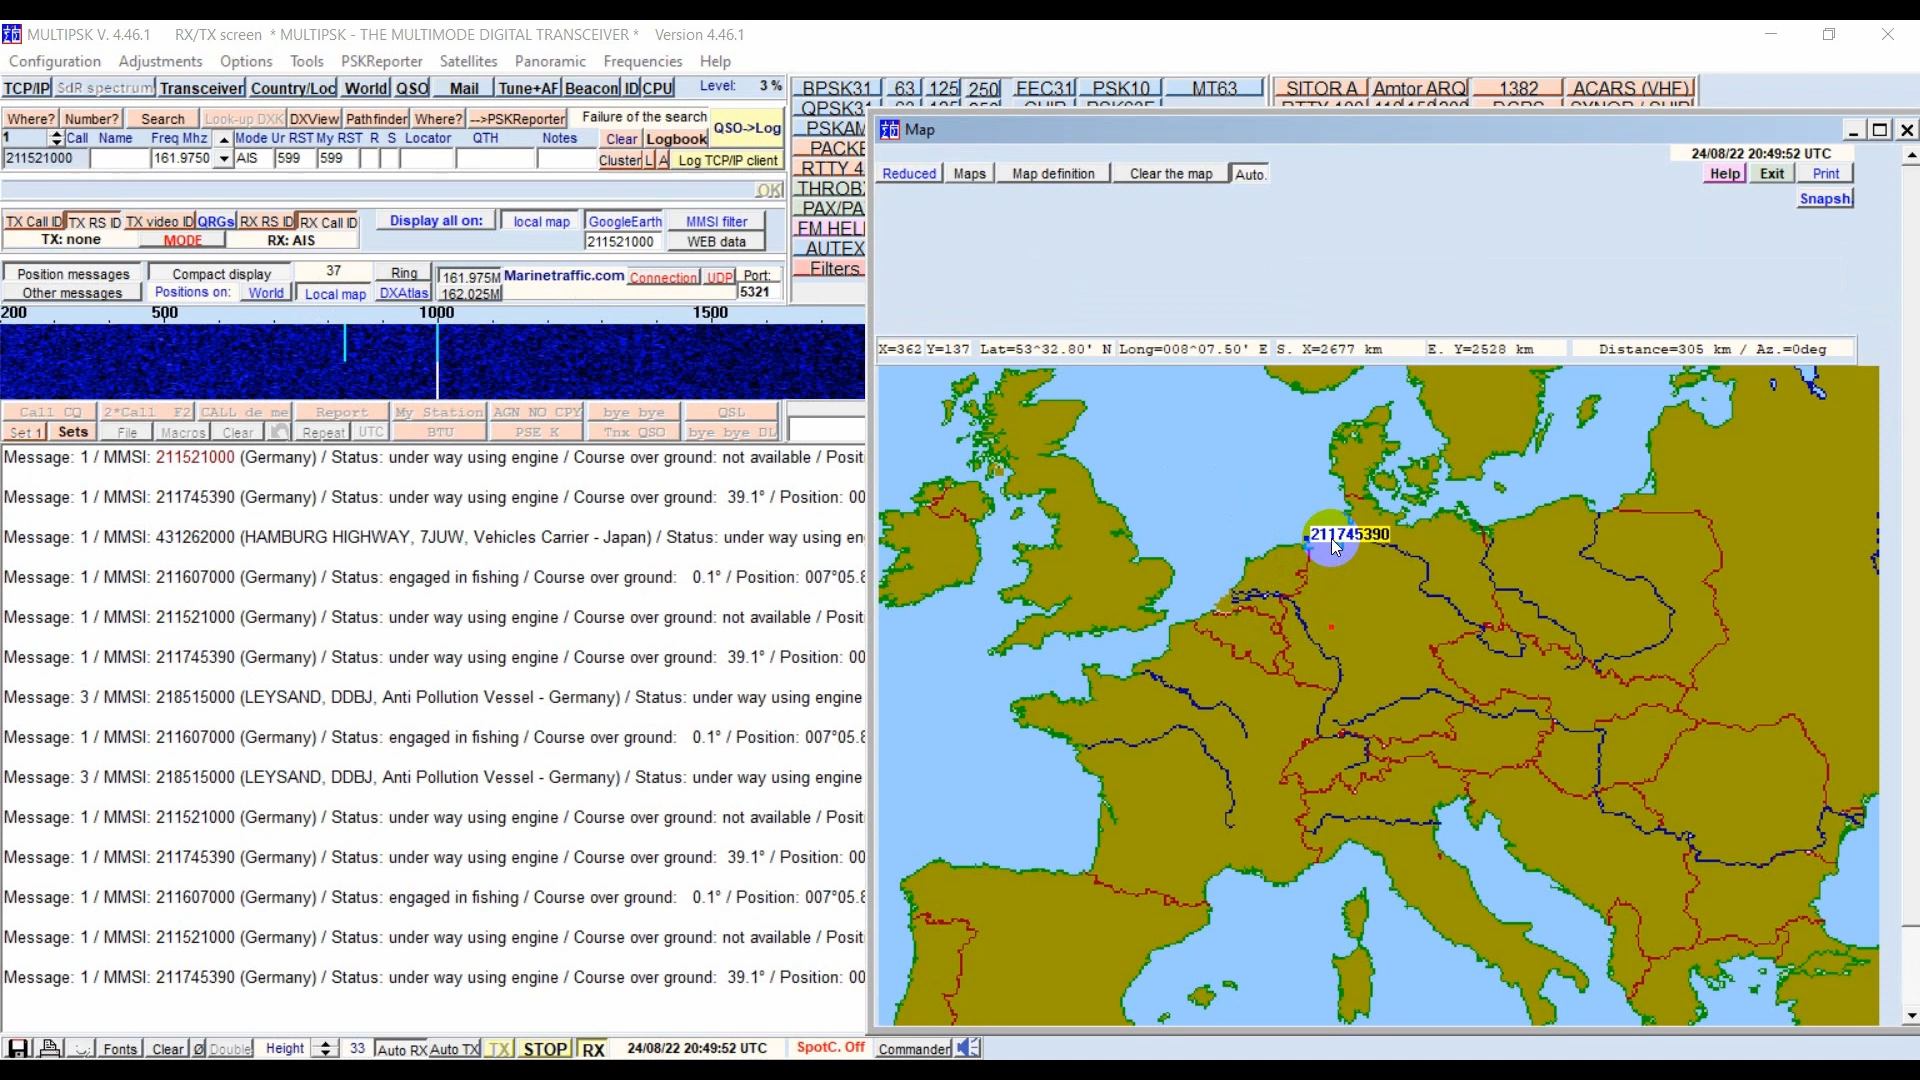 MULTIPSK V. 4.46.1 RX/TX screen * MULTIPSK - THE MULTIMODE DIGITAL TRANSCEIVER * Version 4.46.1
Configuration Adjustments Options Tools PSKReporter Satellites Panoramic Frequencies Help
TCP/IP SdR spectrum Transceiver Country/Loc World QSO Mail Tune+AF Beacon ID CPU Level: 3 %
BPSK31 63 125 250 FEC31 PSK10 MT63 SITOR A Amtor ARQ 1382 ACARS (VHF)
QPSK31
PSKAM
PACKE
RTTY 4
THROB
PAX/PA
FM HEL
AUTEX
Filters
Where? Number? Search Look-up DXK DXView Pathfinder Where? -->PSKReporter Failure of the search QSO->Log
1 Call Name Freq Mhz Mode Ur RST My RST R S Locator QTH Notes Clear Logbook
211521000 161.9750 AIS 599 599 Cluster L A Log TCP/IP client
OK
TX Call ID TX RS ID TX video ID QRGs RX RS ID RX Call ID Display all on: local map GoogleEarth MMSI filter
TX: none MODE RX: AIS 211521000 WEB data
Position messages Compact display 37 Ring 161.975M Marinetraffic.com Connection UDP Port:
Other messages Positions on: World Local map DXAtlas 162.025M 5321
200 500 1000 1500
Call CQ 2*Call F2 CALL de me Report My Station AGN NO CPY bye bye QSL
Set 1 Sets File Macros Clear Repeat UTC BTU PSE K Tnx QSO bye bye DL
Message: 1 / MMSI: 211521000 (Germany) / Status: under way using engine / Course over ground: not available / Posit
Message: 1 / MMSI: 211745390 (Germany) / Status: under way using engine / Course over ground: 39.1° / Position: 00
Message: 1 / MMSI: 431262000 (HAMBURG HIGHWAY, 7JUW, Vehicles Carrier - Japan) / Status: under way using en
Message: 1 / MMSI: 211607000 (Germany) / Status: engaged in fishing / Course over ground: 0.1° / Position: 007°05.8
Message: 1 / MMSI: 211521000 (Germany) / Status: under way using engine / Course over ground: not available / Posit
Message: 1 / MMSI: 211745390 (Germany) / Status: under way using engine / Course over ground: 39.1° / Position: 00
Message: 3 / MMSI: 218515000 (LEYSAND, DDBJ, Anti Pollution Vessel - Germany) / Status: under way using engine
Message: 1 / MMSI: 211607000 (Germany) / Status: engaged in fishing / Course over ground: 0.1° / Position: 007°05.8
Message: 3 / MMSI: 218515000 (LEYSAND, DDBJ, Anti Pollution Vessel - Germany) / Status: under way using engine
Message: 1 / MMSI: 211521000 (Germany) / Status: under way using engine / Course over ground: not available / Posit
Message: 1 / MMSI: 211745390 (Germany) / Status: under way using engine / Course over ground: 39.1° / Position: 00
Message: 1 / MMSI: 211607000 (Germany) / Status: engaged in fishing / Course over ground: 0.1° / Position: 007°05.8
Message: 1 / MMSI: 211521000 (Germany) / Status: under way using engine / Course over ground: not available / Posit
Message: 1 / MMSI: 211745390 (Germany) / Status: under way using engine / Course over ground: 39.1° / Position: 00
Fonts Clear Ø Double Height 33 Auto RX Auto TX TX STOP RX 24/08/22 20:49:52 UTC SpotC. Off Commander
Map
24/08/22 20:49:52 UTC
Reduced Maps Map definition Clear the map Auto. Help Exit Print
Snapsh.
X=362 Y=137 Lat=53^32.80' N Long=008^07.50' E S. X=2677 km E. Y=2528 km Distance=305 km / Az.=0deg
211745390